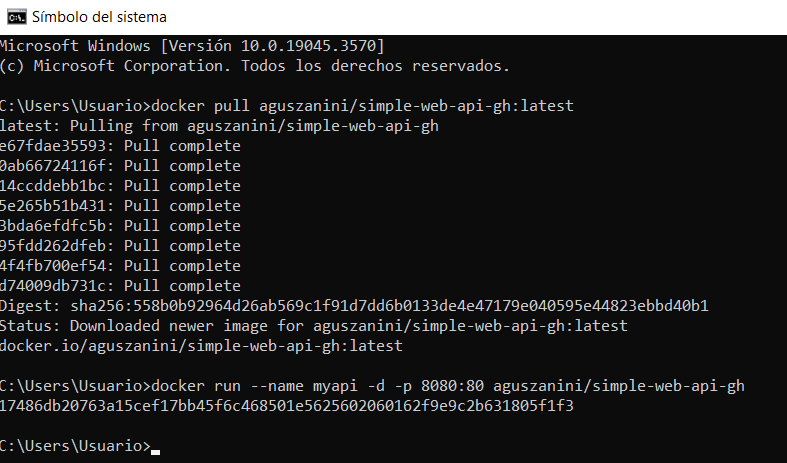 Símbolo del sistema
Microsoft Windows [Versión 10.0.19045.3570]
(c) Microsoft Corporation. Todos los derechos reservados.
C:\Users\Usuario>docker pull aguszanini/simple-web-api-gh:latest
latest: Pulling from aguszanini/simple-web-api-gh
e67fdae35593: Pull complete
0ab66724116f: Pull complete
14ccddebb1bc: Pull complete
5e265b51b431: Pull complete
3bda6efdfc5b: Pull complete
95fdd262dfeb: Pull complete
4f4fb700ef54: Pull complete
d74009db731c: Pull complete
Digest: sha256:558b0b92964d26ab569c1f91d7dd6b0133de4e47179e040595e44823ebbd40b1
Status: Downloaded newer image for aguszanini/simple-web-api-gh:latest
docker.io/aguszanini/simple-web-api-gh:latest
C:\Users\Usuario>docker run --name myapi -d -p 8080:80 aguszanini/simple-web-api-gh
17486db20763a15cef17bb45f6c468501e5625602060162f9e9c2b631805f1f3
C:\Users\Usuario>